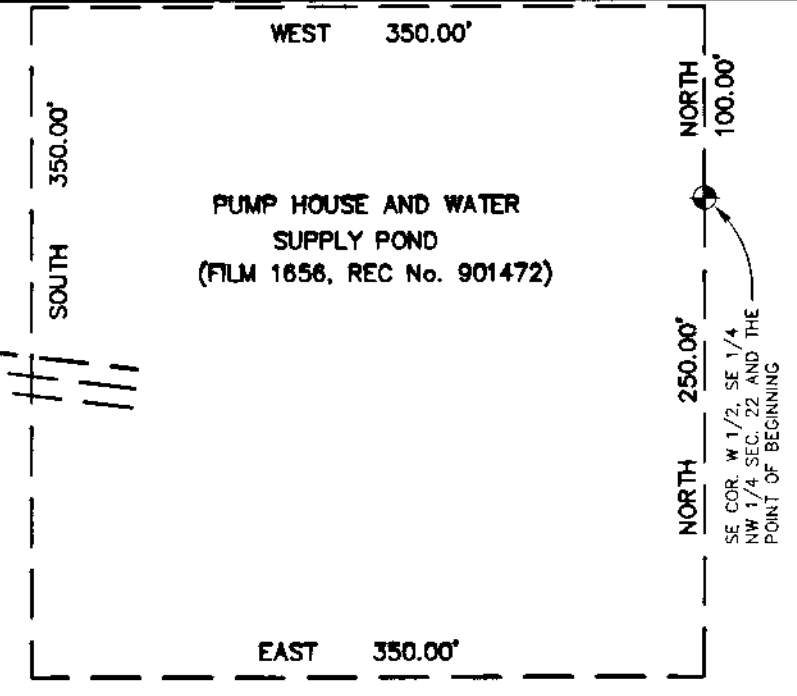 WEST 350.00'
NORTH 100.00'
SOUTH 350.00'
PUMP HOUSE AND WATER
SUPPLY POND
(FILM 1656, REC No. 901472)
NORTH 250.00'
SE COR. W 1/2, SE 1/4
NW 1/4 SEC. 22 AND THE
POINT OF BEGINNING
EAST 350.00'